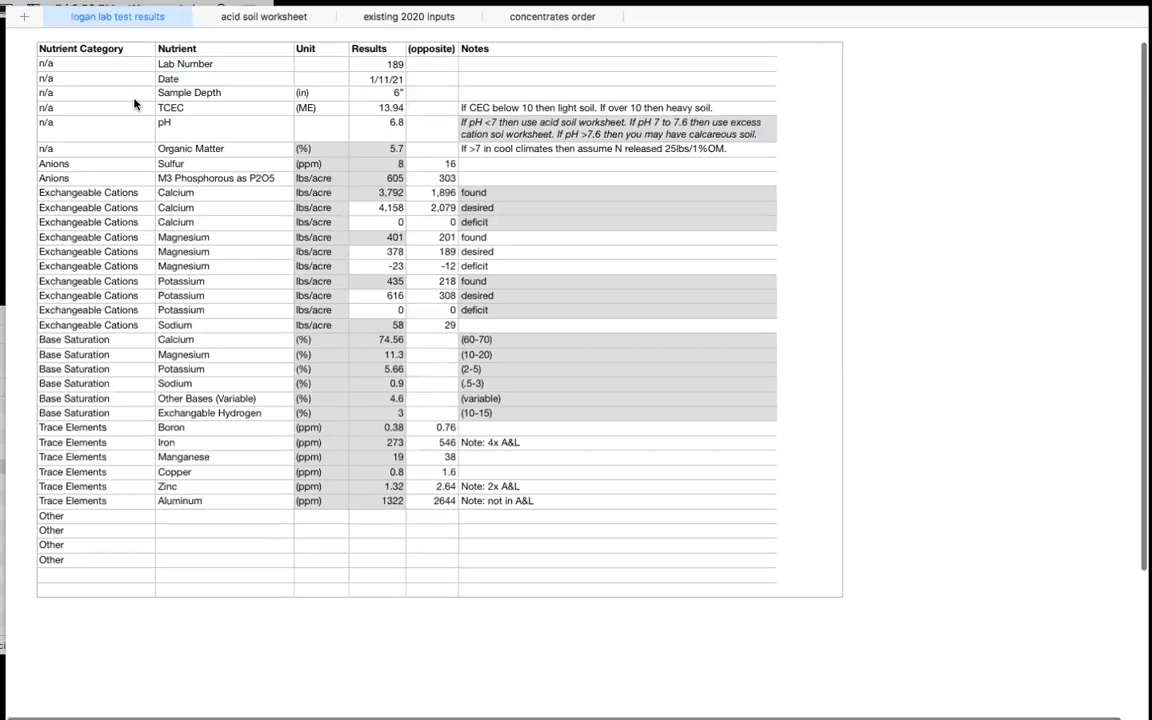 logan lab test results acid soil worksheet existing 2020 inputs concentrates order
Nutrient Category Nutrient Unit Results (opposite) Notes
n/a Lab Number 189
n/a Date 1/11/21
n/a Sample Depth (in) 6"
n/a TCEC (ME) 13.94 If CEC below 10 then light soil. If over 10 then heavy soil.
n/a pH 6.8 If pH <7 then use acid soil worksheet. If pH 7 to 7.6 then use excess
cation soi worksheet. If pH >7.6 then you may have calcareous soil.
n/a Organic Matter (%) 5.7 If >7 in cool climates then assume N released 25lbs/1%OM.
Anions Sulfur (ppm) 8 16
Anions M3 Phosphorous as P2O5 lbs/acre 605 303
Exchangeable Cations Calcium lbs/acre 3,792 1,896 found
Exchangeable Cations Calcium lbs/acre 4,158 2,079 desired
Exchangeable Cations Calcium lbs/acre 0 0 deficit
Exchangeable Cations Magnesium lbs/acre 401 201 found
Exchangeable Cations Magnesium lbs/acre 378 189 desired
Exchangeable Cations Magnesium lbs/acre -23 -12 deficit
Exchangeable Cations Potassium lbs/acre 435 218 found
Exchangeable Cations Potassium lbs/acre 616 308 desired
Exchangeable Cations Potassium lbs/acre 0 0 deficit
Exchangeable Cations Sodium lbs/acre 58 29
Base Saturation Calcium (%) 74.56 (60-70)
Base Saturation Magnesium (%) 11.3 (10-20)
Base Saturation Potassium (%) 5.66 (2-5)
Base Saturation Sodium (%) 0.9 (.5-3)
Base Saturation Other Bases (Variable) (%) 4.6 (variable)
Base Saturation Exchangable Hydrogen (%) 3 (10-15)
Trace Elements Boron (ppm) 0.38 0.76
Trace Elements Iron (ppm) 273 546 Note: 4x A&L
Trace Elements Manganese (ppm) 19 38
Trace Elements Copper (ppm) 0.8 1.6
Trace Elements Zinc (ppm) 1.32 2.64 Note: 2x A&L
Trace Elements Aluminum (ppm) 1322 2644 Note: not in A&L
Other
Other
Other
Other